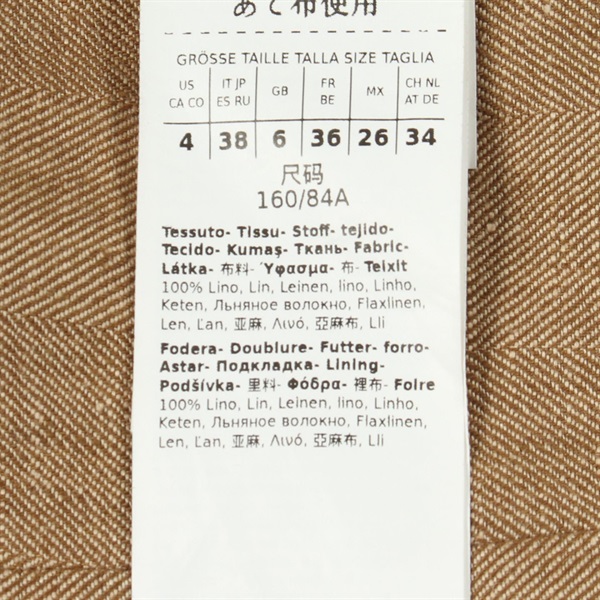 あて布使用
GRÖSSE TAILLE TALLA SIZE TAGLIA
US IT JP GB FR MX CH NL
CA CO ES RU BE AT DE
4 38 6 36 26 34
尺码
160/84A
Tessuto- Tissu- Stoff- tejido-
Tecido- Kumaş- Ткань- Fabric-
Látka- 布料- Ύφασμα- 布- Teixit
100% Lino, Lin, Leinen, lino, Linho,
Keten, Льняное волокно, Flaxlinen,
Len, Ľan, 亚麻, Λινό, 亞麻布, Lli
Fodera- Doublure- Futter- forro-
Astar- Подкладка- Lining-
Podšívka- 里料- Φόδρα- 裡布- Folre
100% Lino, Lin, Leinen, lino, Linho,
Keten, Льняное волокно, Flaxlinen,
Len, Ľan, 亚麻, Λινό, 亞麻布, Lli